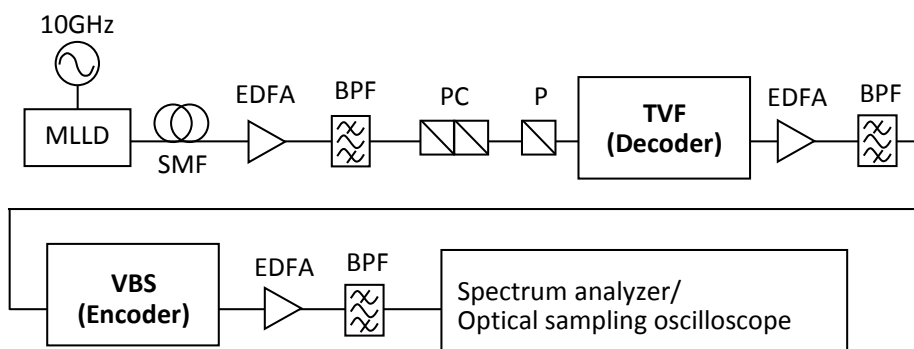 10GHz
MLLD
SMF
EDFA
BPF
PC
P
TVF
(Decoder)
EDFA
BPF
VBS
(Encoder)
EDFA
BPF
Spectrum analyzer/
Optical sampling oscilloscope